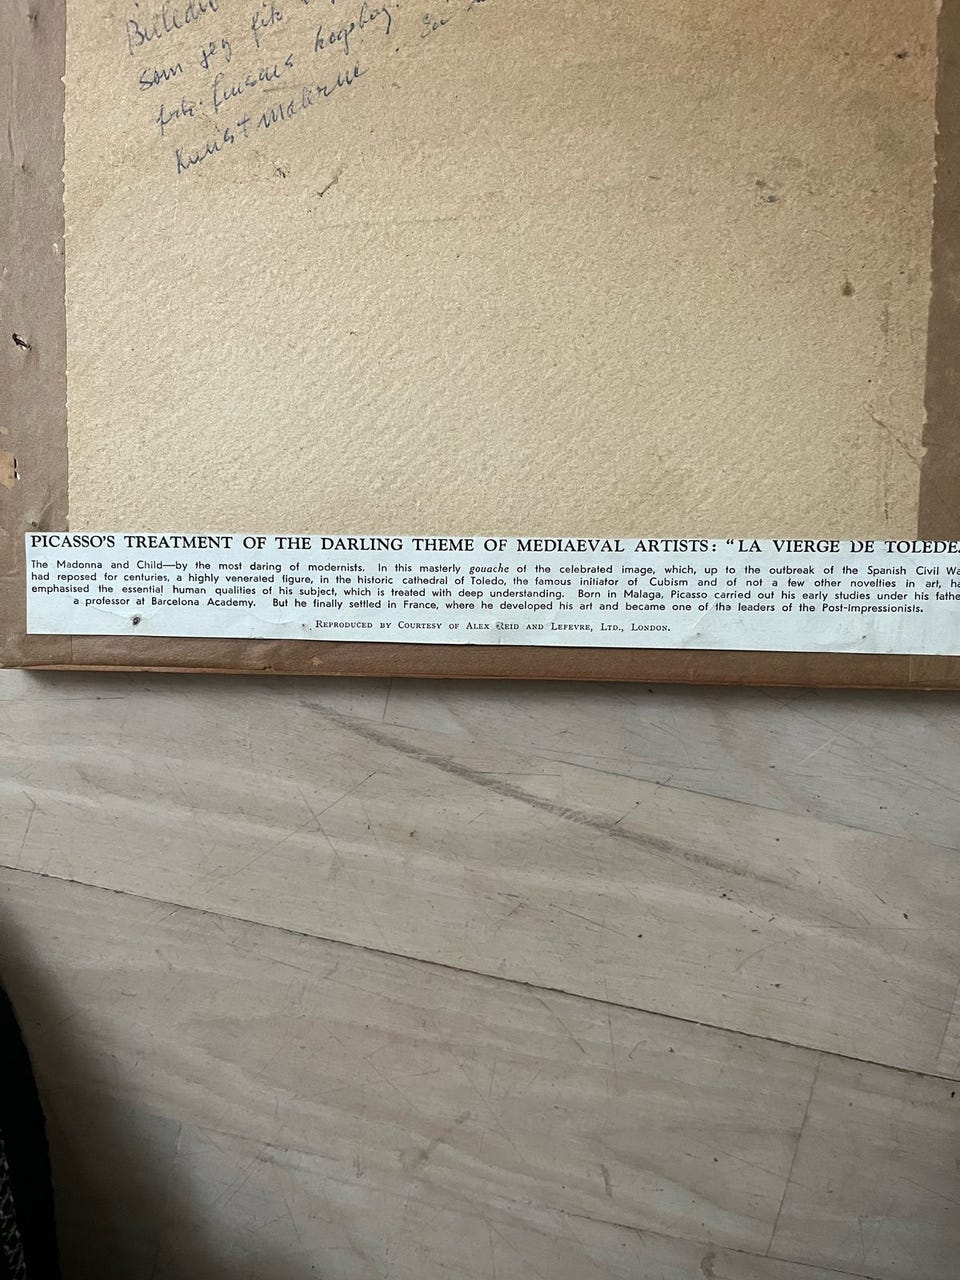 Billedet
som jeg fik
kogebog. En
Kunst Malerne
PICASSO'S TREATMENT OF THE DARLING THEME OF MEDIAEVAL ARTISTS: "LA VIERGE DE TOLEDE
The Madonna and Child—by the most daring of modernists. In this masterly gouache of the celebrated image, which, up to the outbreak of the Spanish Civil Wa
had reposed for centuries, a highly venerated figure, in the historic cathedral of Toledo, the famous initiator of Cubism and of not a few other novelties in art, ha
emphasised the essential human qualities of his subject, which is treated with deep understanding. Born in Malaga, Picasso carried out his early studies under his fathe
a professor at Barcelona Academy. But he finally settled in France, where he developed his art and became one of the leaders of the Post-Impressionists.
REPRODUCED BY COURTESY OF ALEX REID AND LEFEVRE, LTD., LONDON.